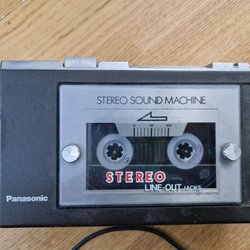 STEREO SOUND MACHINE
STEREO
LINE-OUT JACKS
Panasonic